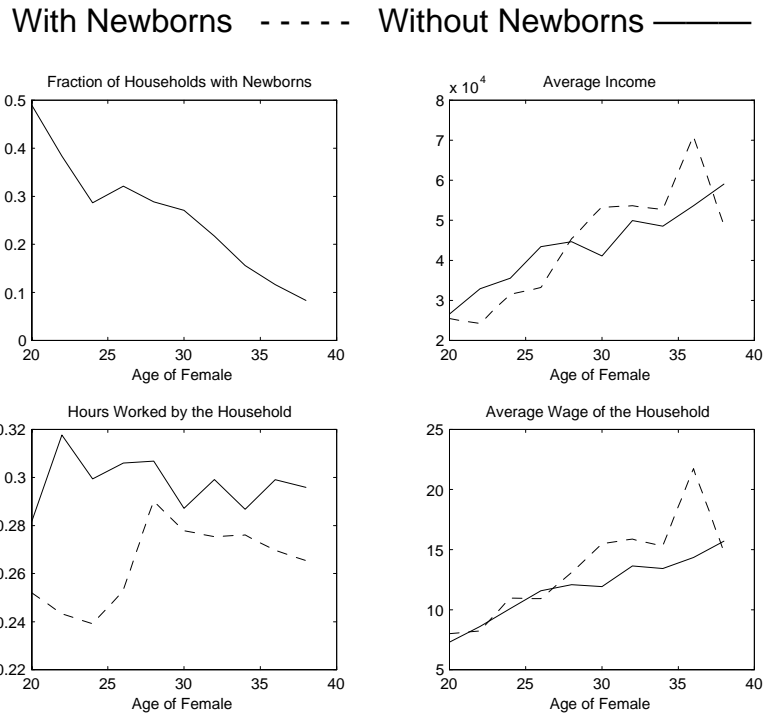 With Newborns - - - - - Without Newborns ———
Fraction of Households with Newborns
0.5
0.4
0.3
0.2
0.1
0
20 25 30 35 40
Age of Female
Average Income
x 10^4
8
7
6
5
4
3
2
20 25 30 35 40
Age of Female
Hours Worked by the Household
0.32
0.3
0.28
0.26
0.24
0.22
20 25 30 35 40
Age of Female
Average Wage of the Household
25
20
15
10
5
20 25 30 35 40
Age of Female